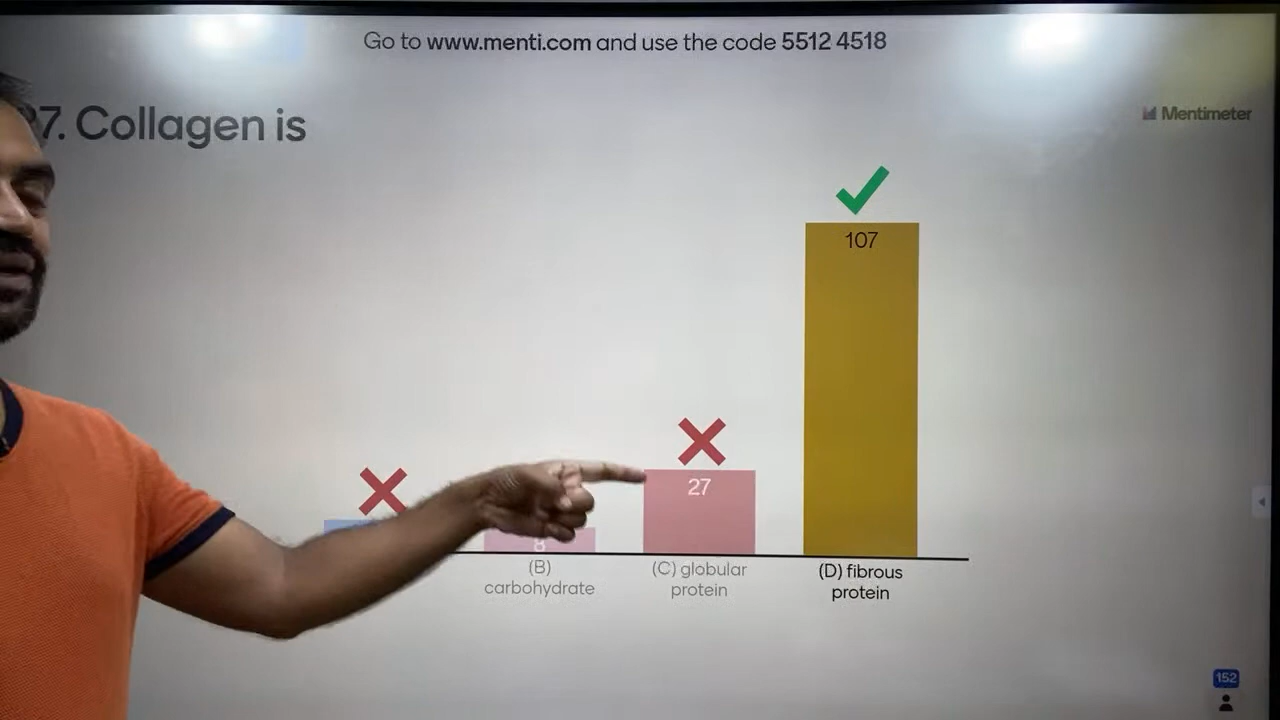 Go to www.menti.com and use the code 5512 4518
7. Collagen is
Mentimeter
107
27
8
(B)
carbohydrate
(C) globular
protein
(D) fibrous
protein
152